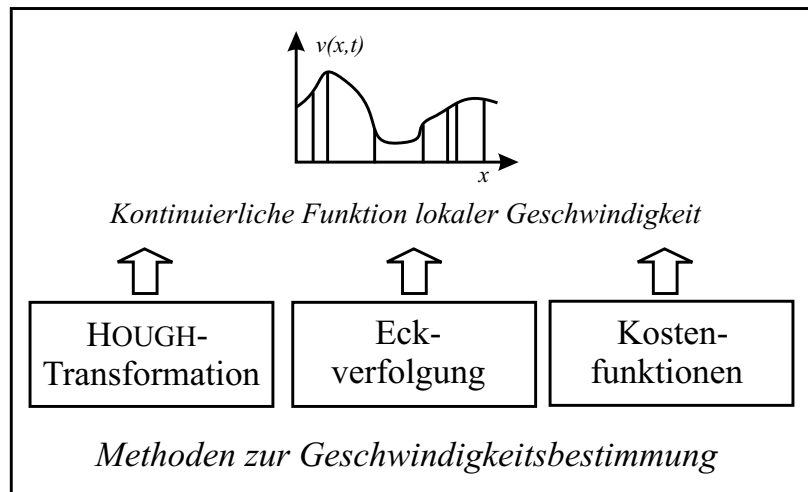 v(x,t)
x
Kontinuierliche Funktion lokaler Geschwindigkeit
HOUGH-
Transformation
Eck-
verfolgung
Kosten-
funktionen
Methoden zur Geschwindigkeitsbestimmung